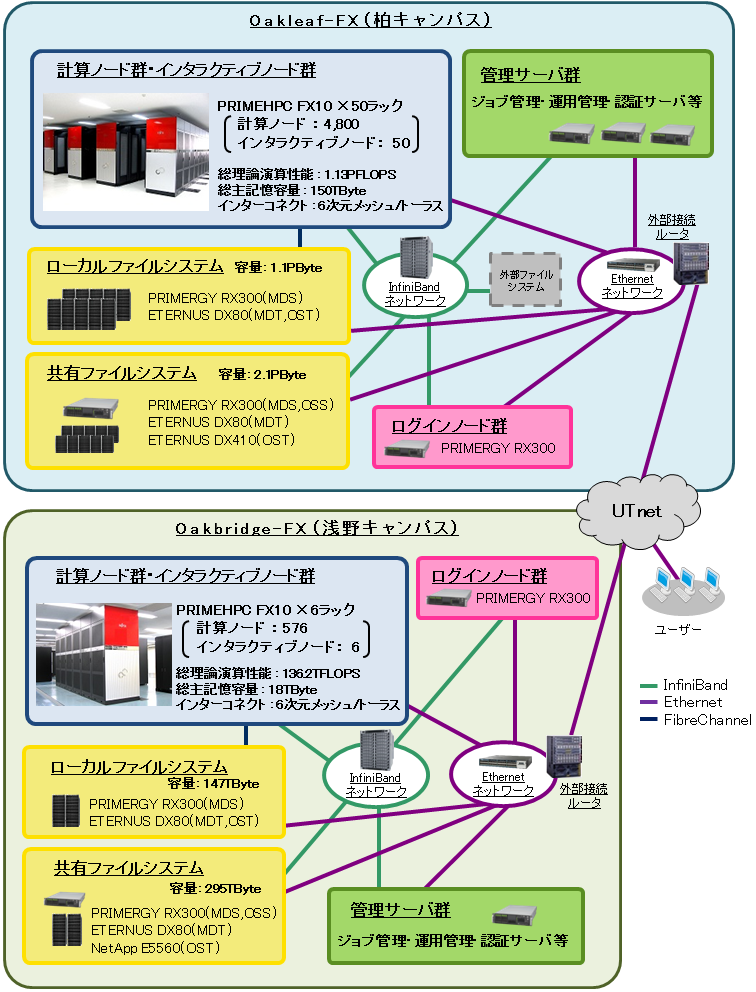 Oakleaf-FX(柏キャンパス)
計算ノード群・インタラクティブノード群
PRIMEHPC FX10 ×50ラック
計算ノード : 4,800
インタラクティブノード: 50
総理論演算性能 : 1.13PFLOPS
総主記憶容量 : 150TByte
インターコネクト : 6次元メッシュ/トーラス
管理サーバ群
ジョブ管理・運用管理・認証サーバ等
ローカルファイルシステム 容量: 1.1PByte
PRIMERGY RX300(MDS)
ETERNUS DX80(MDT,OST)
InfiniBand
ネットワーク
外部ファイル
システム
Ethernet
ネットワーク
外部接続
ルータ
共有ファイルシステム 容量: 2.1PByte
PRIMERGY RX300(MDS,OSS)
ETERNUS DX80(MDT)
ETERNUS DX410(OST)
ログインノード群
PRIMERGY RX300
UTnet
ユーザー
InfiniBand
Ethernet
FibreChannel
Oakbridge-FX(浅野キャンパス)
計算ノード群・インタラクティブノード群
PRIMEHPC FX10 ×6ラック
計算ノード : 576
インタラクティブノード: 6
総理論演算性能 : 136.2TFLOPS
総主記憶容量 : 18TByte
インターコネクト : 6次元メッシュ/トーラス
ログインノード群
PRIMERGY RX300
ローカルファイルシステム
容量: 147TByte
PRIMERGY RX300(MDS)
ETERNUS DX80(MDT,OST)
InfiniBand
ネットワーク
Ethernet
ネットワーク
外部接続
ルータ
共有ファイルシステム
容量: 295TByte
PRIMERGY RX300(MDS,OSS)
ETERNUS DX80(MDT)
NetApp E5560(OST)
管理サーバ群
ジョブ管理・運用管理・認証サーバ等